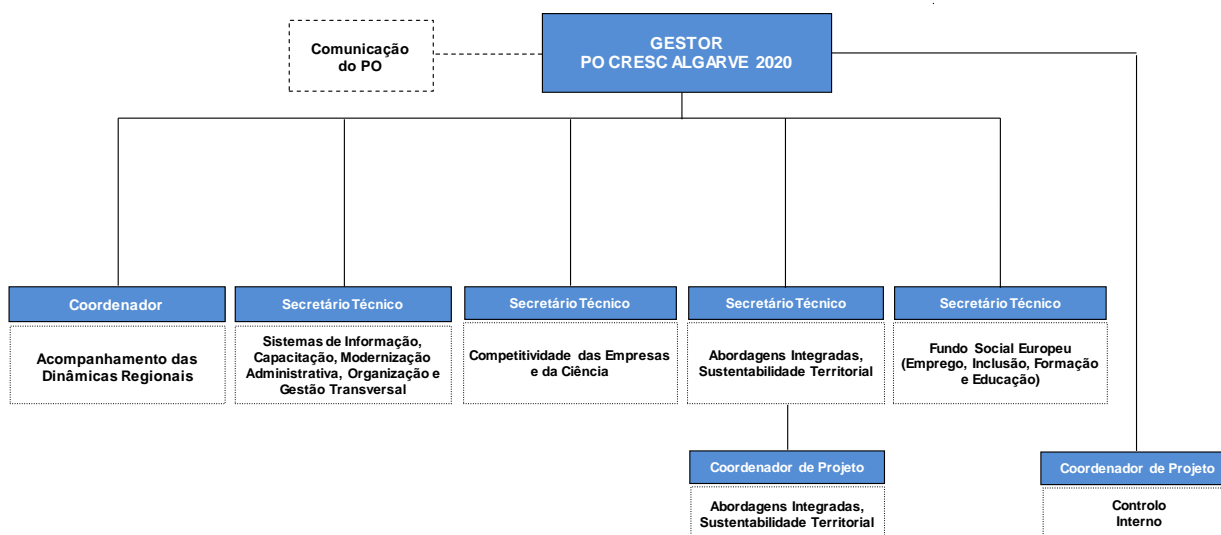 Comunicação
do PO
GESTOR
PO CRESC ALGARVE 2020
Coordenador
Acompanhamento das
Dinâmicas Regionais
Secretário Técnico
Sistemas de Informação,
Capacitação, Modernização
Administrativa, Organização e
Gestão Transversal
Secretário Técnico
Competitividade das Empresas
e da Ciência
Secretário Técnico
Abordagens Integradas,
Sustentabilidade Territorial
Secretário Técnico
Fundo Social Europeu
(Emprego, Inclusão, Formação
e Educação)
Coordenador de Projeto
Abordagens Integradas,
Sustentabilidade Territorial
Coordenador de Projeto
Controlo
Interno